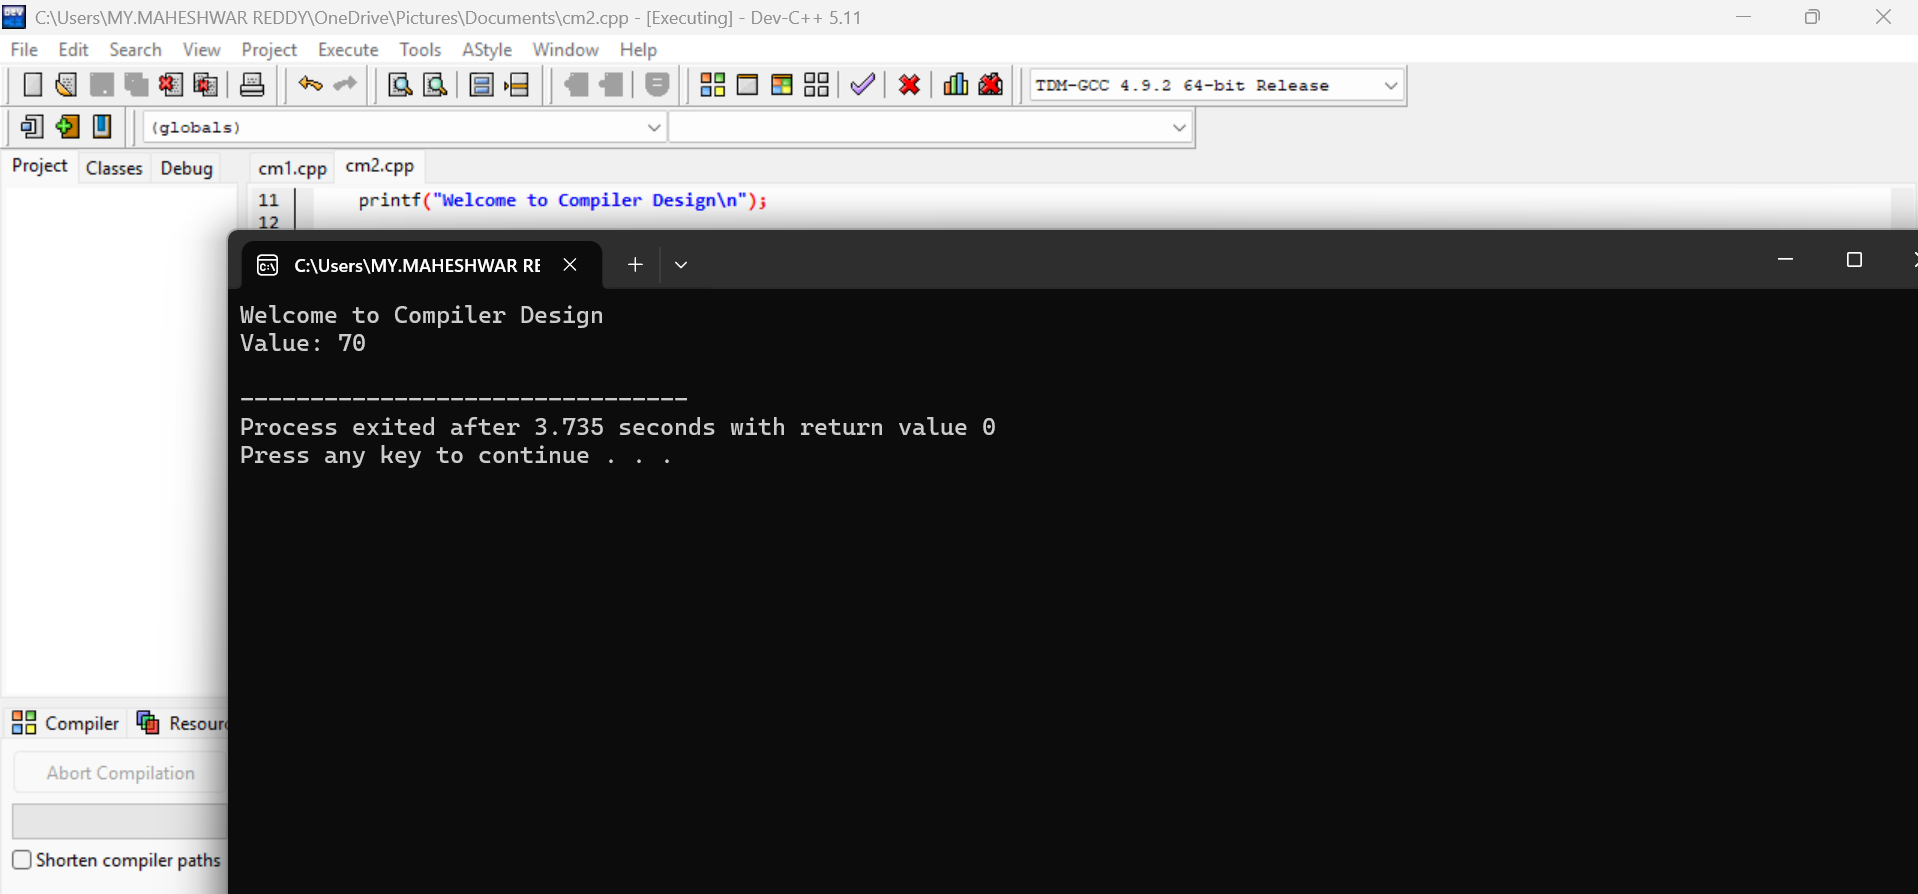 C:\Users\MY.MAHESHWAR REDDY\OneDrive\Pictures\Documents\cm2.cpp - [Executing] - Dev-C++ 5.11
File Edit Search View Project Execute Tools AStyle Window Help
TDM-GCC 4.9.2 64-bit Release
(globals)
Project Classes Debug cm1.cpp cm2.cpp
11 printf("Welcome to Compiler Design\n");
12
C:\Users\MY.MAHESHWAR RE
Welcome to Compiler Design
Value: 70
--------------------------------
Process exited after 3.735 seconds with return value 0
Press any key to continue . . .
Compiler Resour
Abort Compilation
Shorten compiler paths